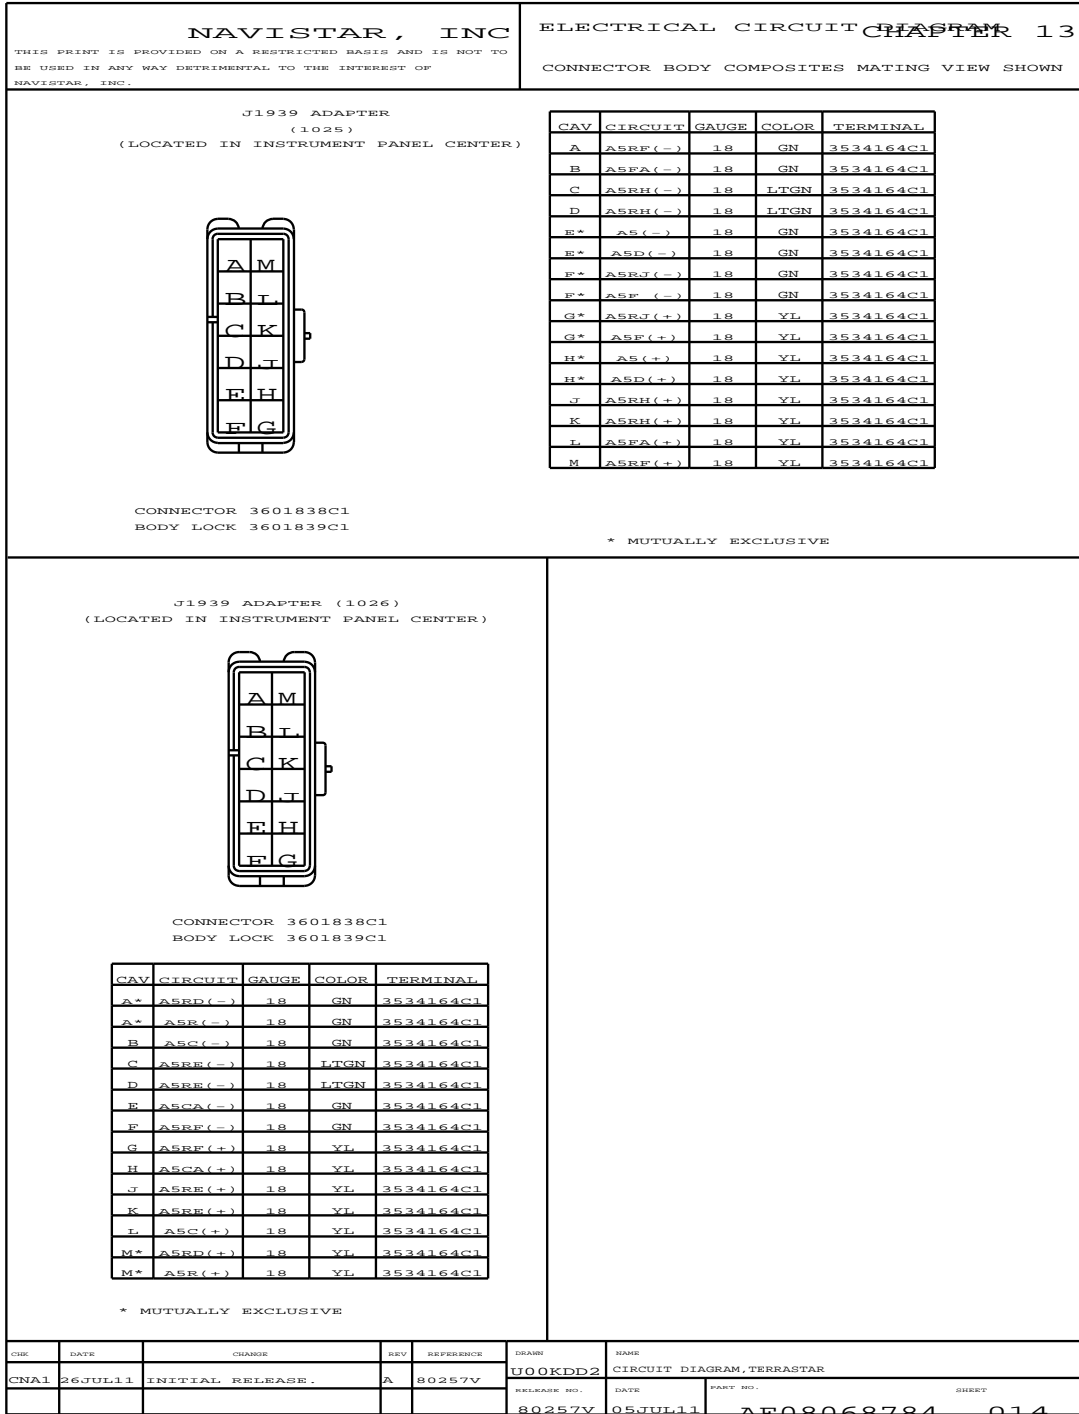 NAVISTAR, INC
THIS PRINT IS PROVIDED ON A RESTRICTED BASIS AND IS NOT TO
BE USED IN ANY WAY DETRIMENTAL TO THE INTEREST OF
NAVISTAR, INC.
ELECTRICAL CIRCUIT DIAGRAM
CHAPTER 13
CONNECTOR BODY COMPOSITES MATING VIEW SHOWN
J1939 ADAPTER
(1025)
(LOCATED IN INSTRUMENT PANEL CENTER)
A M
B L
C K
D J
E H
F G
CONNECTOR 3601838C1
BODY LOCK 3601839C1
CAV CIRCUIT GAUGE COLOR TERMINAL
A A5RF(-) 18 GN 3534164C1
B A5FA(-) 18 GN 3534164C1
C A5RH(-) 18 LTGN 3534164C1
D A5RH(-) 18 LTGN 3534164C1
E* A5(-) 18 GN 3534164C1
E* A5D(-) 18 GN 3534164C1
F* A5RJ(-) 18 GN 3534164C1
F* A5F (-) 18 GN 3534164C1
G* A5RJ(+) 18 YL 3534164C1
G* A5F(+) 18 YL 3534164C1
H* A5(+) 18 YL 3534164C1
H* A5D(+) 18 YL 3534164C1
J A5RH(+) 18 YL 3534164C1
K A5RH(+) 18 YL 3534164C1
L A5FA(+) 18 YL 3534164C1
M A5RF(+) 18 YL 3534164C1
* MUTUALLY EXCLUSIVE
J1939 ADAPTER (1026)
(LOCATED IN INSTRUMENT PANEL CENTER)
A M
B L
C K
D J
E H
F G
CONNECTOR 3601838C1
BODY LOCK 3601839C1
CAV CIRCUIT GAUGE COLOR TERMINAL
A* A5RD(-) 18 GN 3534164C1
A* A5R(-) 18 GN 3534164C1
B A5C(-) 18 GN 3534164C1
C A5RE(-) 18 LTGN 3534164C1
D A5RE(-) 18 LTGN 3534164C1
E A5CA(-) 18 GN 3534164C1
F A5RF(-) 18 GN 3534164C1
G A5RF(+) 18 YL 3534164C1
H A5CA(+) 18 YL 3534164C1
J A5RE(+) 18 YL 3534164C1
K A5RE(+) 18 YL 3534164C1
L A5C(+) 18 YL 3534164C1
M* A5RD(+) 18 YL 3534164C1
M* A5R(+) 18 YL 3534164C1
* MUTUALLY EXCLUSIVE
CHK DATE CHANGE REV REFERENCE
CNA1 26JUL11 INITIAL RELEASE. A 80257V
DRAWN
U00KDD2
NAME
CIRCUIT DIAGRAM,TERRASTAR
RELEASE NO. DATE PART NO. SHEET
80257V 05JUL11 AE08068784 014